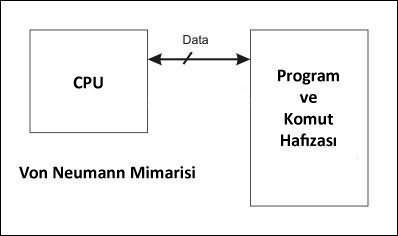 Data
CPU
Program
ve
Komut
Hafızası
Von Neumann Mimarisi